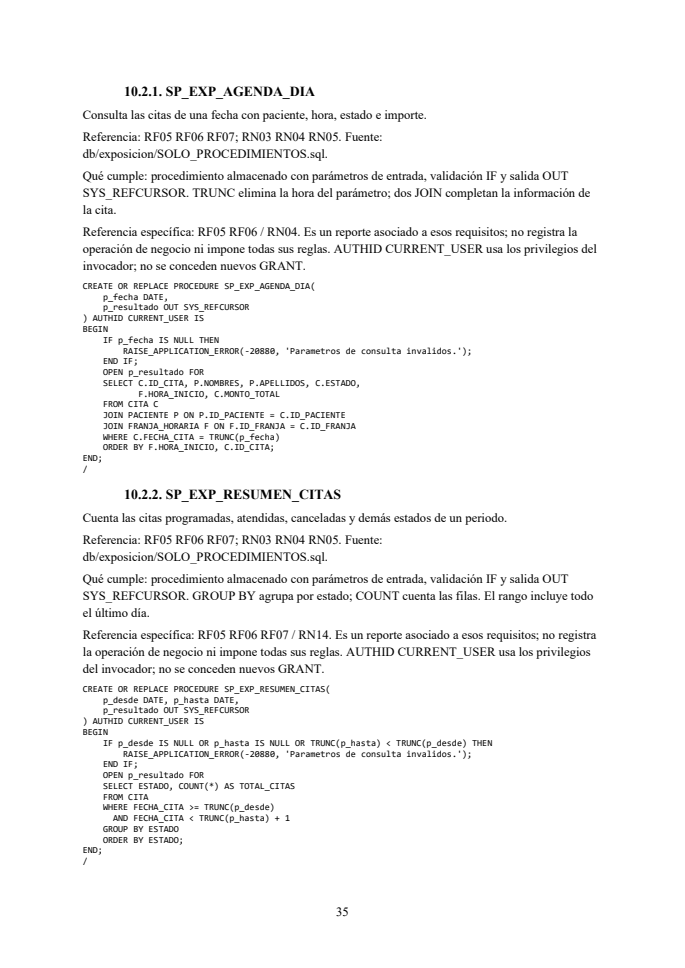 10.2.1. SP_EXP_AGENDA_DIA
Consulta las citas de una fecha con paciente, hora, estado e importe.
Referencia: RF05 RF06 RF07; RN03 RN04 RN05. Fuente:
db/exposicion/SOLO_PROCEDIMIENTOS.sql.
Qué cumple: procedimiento almacenado con parámetros de entrada, validación IF y salida OUT
SYS_REFCURSOR. TRUNC elimina la hora del parámetro; dos JOIN completan la información de
la cita.
Referencia específica: RF05 RF06 / RN04. Es un reporte asociado a esos requisitos; no registra la
operación de negocio ni impone todas sus reglas. AUTHID CURRENT_USER usa los privilegios del
invocador; no se conceden nuevos GRANT.
CREATE OR REPLACE PROCEDURE SP_EXP_AGENDA_DIA(
    p_fecha DATE,
    p_resultado OUT SYS_REFCURSOR
) AUTHID CURRENT_USER IS
BEGIN
    IF p_fecha IS NULL THEN
        RAISE_APPLICATION_ERROR(-20880, 'Parametros de consulta invalidos.');
    END IF;
    OPEN p_resultado FOR
    SELECT C.ID_CITA, P.NOMBRES, P.APELLIDOS, C.ESTADO,
           F.HORA_INICIO, C.MONTO_TOTAL
    FROM CITA C
    JOIN PACIENTE P ON P.ID_PACIENTE = C.ID_PACIENTE
    JOIN FRANJA_HORARIA F ON F.ID_FRANJA = C.ID_FRANJA
    WHERE C.FECHA_CITA = TRUNC(p_fecha)
    ORDER BY F.HORA_INICIO, C.ID_CITA;
END;
/
10.2.2. SP_EXP_RESUMEN_CITAS
Cuenta las citas programadas, atendidas, canceladas y demás estados de un periodo.
Referencia: RF05 RF06 RF07; RN03 RN04 RN05. Fuente:
db/exposicion/SOLO_PROCEDIMIENTOS.sql.
Qué cumple: procedimiento almacenado con parámetros de entrada, validación IF y salida OUT
SYS_REFCURSOR. GROUP BY agrupa por estado; COUNT cuenta las filas. El rango incluye todo
el último día.
Referencia específica: RF05 RF06 RF07 / RN14. Es un reporte asociado a esos requisitos; no registra
la operación de negocio ni impone todas sus reglas. AUTHID CURRENT_USER usa los privilegios
del invocador; no se conceden nuevos GRANT.
CREATE OR REPLACE PROCEDURE SP_EXP_RESUMEN_CITAS(
    p_desde DATE, p_hasta DATE,
    p_resultado OUT SYS_REFCURSOR
) AUTHID CURRENT_USER IS
BEGIN
    IF p_desde IS NULL OR p_hasta IS NULL OR TRUNC(p_hasta) < TRUNC(p_desde) THEN
        RAISE_APPLICATION_ERROR(-20880, 'Parametros de consulta invalidos.');
    END IF;
    OPEN p_resultado FOR
    SELECT ESTADO, COUNT(*) AS TOTAL_CITAS
    FROM CITA
    WHERE FECHA_CITA >= TRUNC(p_desde)
      AND FECHA_CITA < TRUNC(p_hasta) + 1
    GROUP BY ESTADO
    ORDER BY ESTADO;
END;
/
35